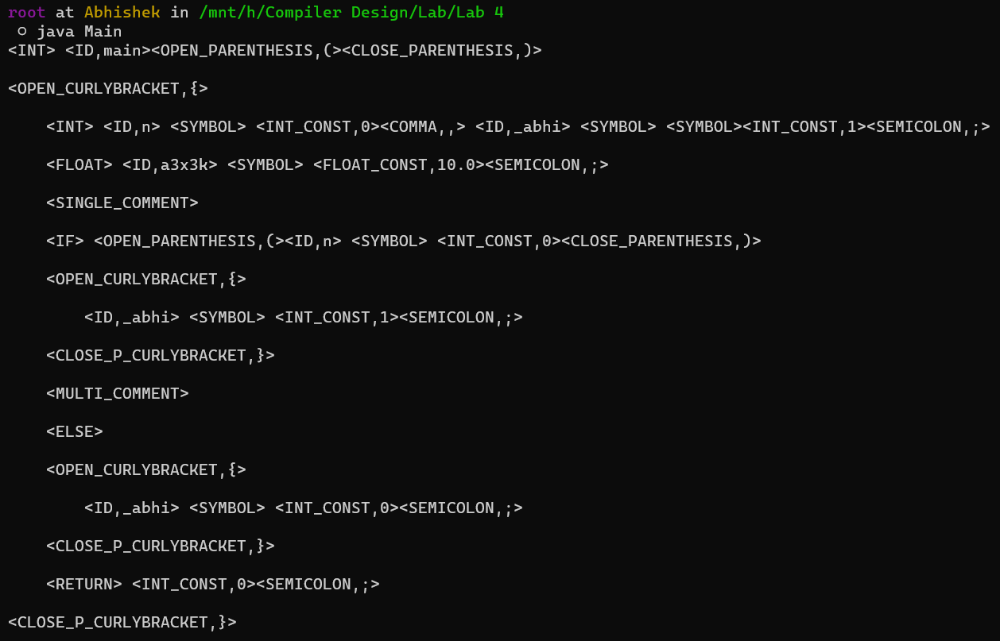 root at Abhishek in /mnt/h/Compiler Design/Lab/Lab 4
○ java Main
<INT> <ID,main><OPEN_PARENTHESIS,(><CLOSE_PARENTHESIS,)>
<OPEN_CURLYBRACKET,{>
<INT> <ID,n> <SYMBOL> <INT_CONST,0><COMMA,,> <ID,_abhi> <SYMBOL> <SYMBOL><INT_CONST,1><SEMICOLON,;>
<FLOAT> <ID,a3x3k> <SYMBOL> <FLOAT_CONST,10.0><SEMICOLON,;>
<SINGLE_COMMENT>
<IF> <OPEN_PARENTHESIS,(><ID,n> <SYMBOL> <INT_CONST,0><CLOSE_PARENTHESIS,)>
<OPEN_CURLYBRACKET,{>
<ID,_abhi> <SYMBOL> <INT_CONST,1><SEMICOLON,;>
<CLOSE_P_CURLYBRACKET,}>
<MULTI_COMMENT>
<ELSE>
<OPEN_CURLYBRACKET,{>
<ID,_abhi> <SYMBOL> <INT_CONST,0><SEMICOLON,;>
<CLOSE_P_CURLYBRACKET,}>
<RETURN> <INT_CONST,0><SEMICOLON,;>
<CLOSE_P_CURLYBRACKET,}>